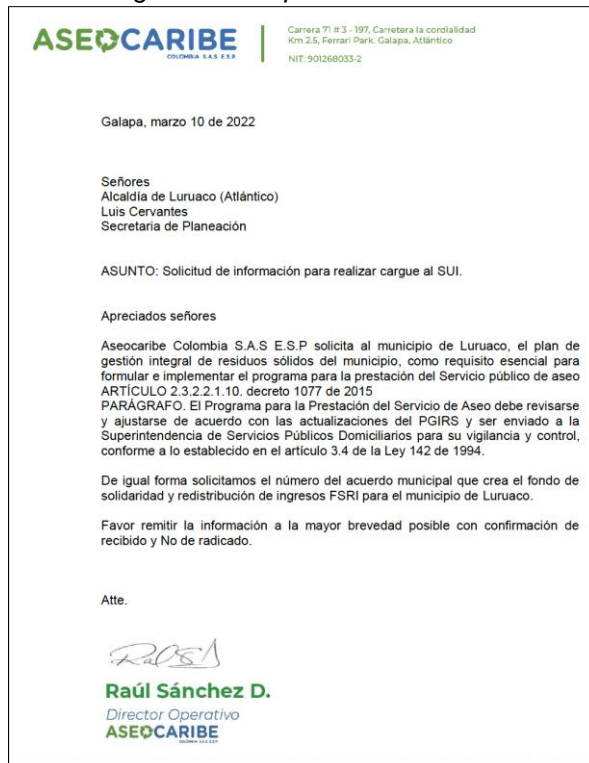 ASEOCARIBE
COLOMBIA S.A.S E.S.P
Carrera 71 # 3 - 197, Carretera la cordialidad
Km 2.5, Ferrari Park. Galapa, Atlántico
NIT: 901268033-2
Galapa, marzo 10 de 2022
Señores
Alcaldía de Luruaco (Atlántico)
Luis Cervantes
Secretaria de Planeación
ASUNTO: Solicitud de información para realizar cargue al SUI.
Apreciados señores
Aseocaribe Colombia S.A.S E.S.P solicita al municipio de Luruaco, el plan de
gestión integral de residuos sólidos del municipio, como requisito esencial para
formular e implementar el programa para la prestación del Servicio público de aseo
ARTÍCULO 2.3.2.2.1.10. decreto 1077 de 2015
PARÁGRAFO. El Programa para la Prestación del Servicio de Aseo debe revisarse
y ajustarse de acuerdo con las actualizaciones del PGIRS y ser enviado a la
Superintendencia de Servicios Públicos Domiciliarios para su vigilancia y control,
conforme a lo establecido en el artículo 3.4 de la Ley 142 de 1994.
De igual forma solicitamos el número del acuerdo municipal que crea el fondo de
solidaridad y redistribución de ingresos FSRI para el municipio de Luruaco.
Favor remitir la información a la mayor brevedad posible con confirmación de
recibido y No de radicado.
Atte.
Raúl Sánchez D.
Director Operativo
ASEOCARIBE